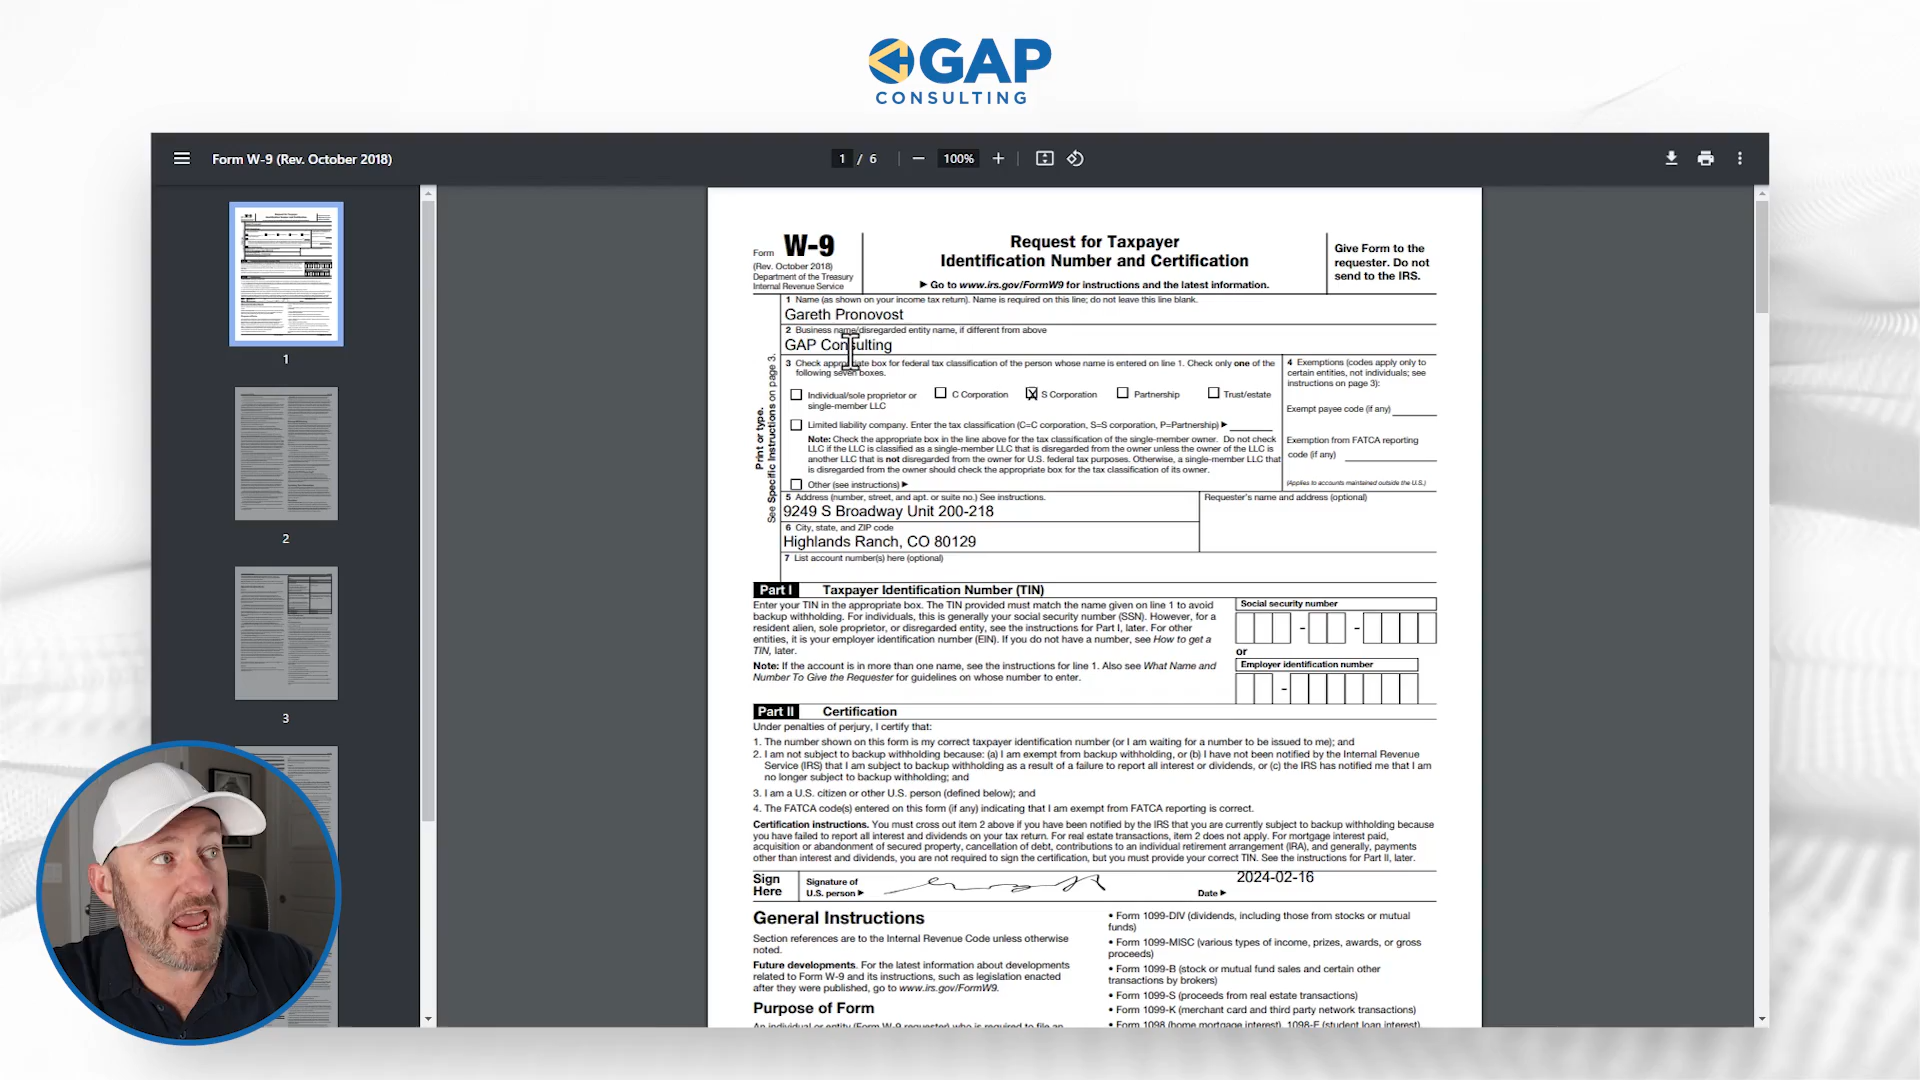 GAP
CONSULTING
Form W-9 (Rev. October 2018)
1 / 6
100%
1
2
3
Form W-9
(Rev. October 2018)
Department of the Treasury
Internal Revenue Service
Request for Taxpayer
Identification Number and Certification
▶ Go to www.irs.gov/FormW9 for instructions and the latest information.
Give Form to the
requester. Do not
send to the IRS.
Print or type.
See Specific Instructions on page 3.
1 Name (as shown on your income tax return). Name is required on this line; do not leave this line blank.
Gareth Pronovost
2 Business name/disregarded entity name, if different from above
GAP Consulting
3 Check appropriate box for federal tax classification of the person whose name is entered on line 1. Check only one of the
following seven boxes.
Individual/sole proprietor or
single-member LLC
C Corporation
X S Corporation
Partnership
Trust/estate
Limited liability company. Enter the tax classification (C=C corporation, S=S corporation, P=Partnership) ▶
Note: Check the appropriate box in the line above for the tax classification of the single-member owner. Do not check
LLC if the LLC is classified as a single-member LLC that is disregarded from the owner unless the owner of the LLC is
another LLC that is not disregarded from the owner for U.S. federal tax purposes. Otherwise, a single-member LLC that
is disregarded from the owner should check the appropriate box for the tax classification of its owner.
Other (see instructions) ▶
4 Exemptions (codes apply only to
certain entities, not individuals; see
instructions on page 3):
Exempt payee code (if any)
Exemption from FATCA reporting
code (if any)
(Applies to accounts maintained outside the U.S.)
5 Address (number, street, and apt. or suite no.) See instructions.
9249 S Broadway Unit 200-218
Requester's name and address (optional)
6 City, state, and ZIP code
Highlands Ranch, CO 80129
7 List account number(s) here (optional)
Part I Taxpayer Identification Number (TIN)
Enter your TIN in the appropriate box. The TIN provided must match the name given on line 1 to avoid
backup withholding. For individuals, this is generally your social security number (SSN). However, for a
resident alien, sole proprietor, or disregarded entity, see the instructions for Part I, later. For other
entities, it is your employer identification number (EIN). If you do not have a number, see How to get a
TIN, later.
Note: If the account is in more than one name, see the instructions for line 1. Also see What Name and
Number To Give the Requester for guidelines on whose number to enter.
Social security number
– –
or
Employer identification number
–
Part II Certification
Under penalties of perjury, I certify that:
1. The number shown on this form is my correct taxpayer identification number (or I am waiting for a number to be issued to me); and
2. I am not subject to backup withholding because: (a) I am exempt from backup withholding, or (b) I have not been notified by the Internal Revenue
Service (IRS) that I am subject to backup withholding as a result of a failure to report all interest or dividends, or (c) the IRS has notified me that I am
no longer subject to backup withholding; and
3. I am a U.S. citizen or other U.S. person (defined below); and
4. The FATCA code(s) entered on this form (if any) indicating that I am exempt from FATCA reporting is correct.
Certification instructions. You must cross out item 2 above if you have been notified by the IRS that you are currently subject to backup withholding because
you have failed to report all interest and dividends on your tax return. For real estate transactions, item 2 does not apply. For mortgage interest paid,
acquisition or abandonment of secured property, cancellation of debt, contributions to an individual retirement arrangement (IRA), and generally, payments
other than interest and dividends, you are not required to sign the certification, but you must provide your correct TIN. See the instructions for Part II, later.
Sign
Here
Signature of
U.S. person ▶
Date ▶
2024-02-16
General Instructions
Section references are to the Internal Revenue Code unless otherwise
noted.
Future developments. For the latest information about developments
related to Form W-9 and its instructions, such as legislation enacted
after they were published, go to www.irs.gov/FormW9.
Purpose of Form
An individual or entity (Form W-9 requester) who is required to file an
• Form 1099-DIV (dividends, including those from stocks or mutual
funds)
• Form 1099-MISC (various types of income, prizes, awards, or gross
proceeds)
• Form 1099-B (stock or mutual fund sales and certain other
transactions by brokers)
• Form 1099-S (proceeds from real estate transactions)
• Form 1099-K (merchant card and third party network transactions)
• Form 1098 (home mortgage interest), 1098-E (student loan interest),